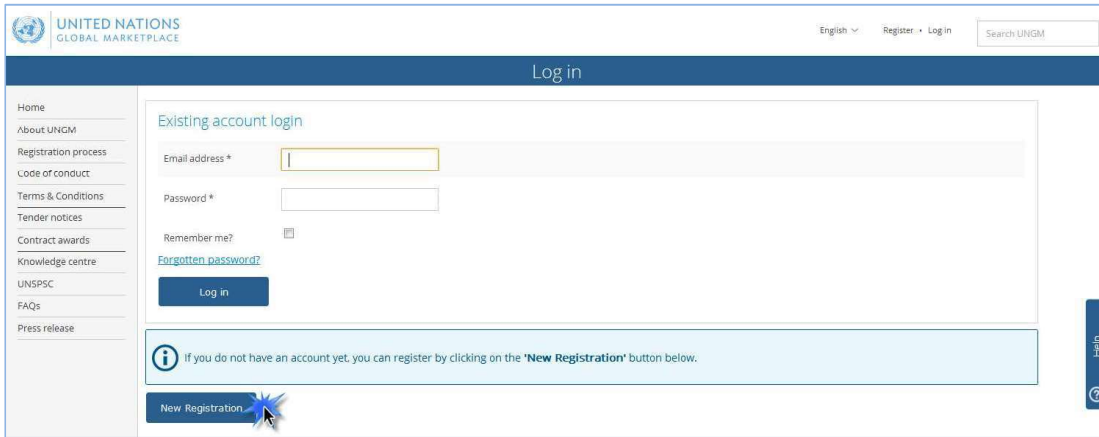 UNITED NATIONS
GLOBAL MARKETPLACE
English
Register • Log in
Search UNGM
Log in
Home
About UNGM
Registration process
Code of conduct
Terms & Conditions
Tender notices
Contract awards
Knowledge centre
UNSPSC
FAQs
Press release
Existing account login
Email address *
Password *
Remember me?
Forgotten password?
Log in
If you do not have an account yet, you can register by clicking on the 'New Registration' button below.
New Registration
Help